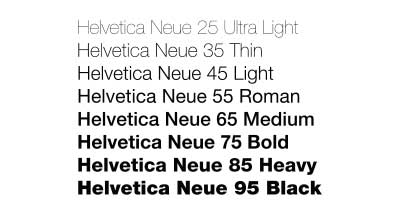 Helvetica Neue 25 Ultra Light
Helvetica Neue 35 Thin
Helvetica Neue 45 Light
Helvetica Neue 55 Roman
Helvetica Neue 65 Medium
Helvetica Neue 75 Bold
Helvetica Neue 85 Heavy
Helvetica Neue 95 Black